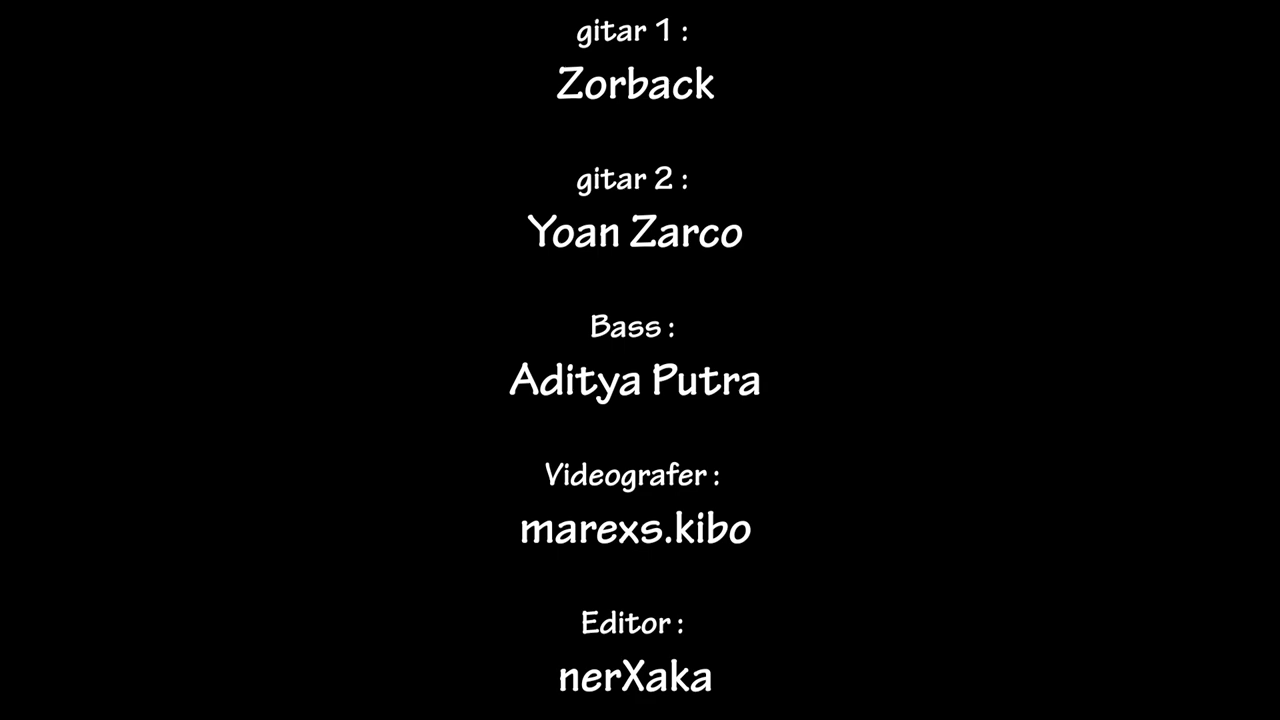 gitar 1 :
Zorback
gitar 2 :
Yoan Zarco
Bass :
Aditya Putra
Videografer :
marexs.kibo
Editor :
nerXaka